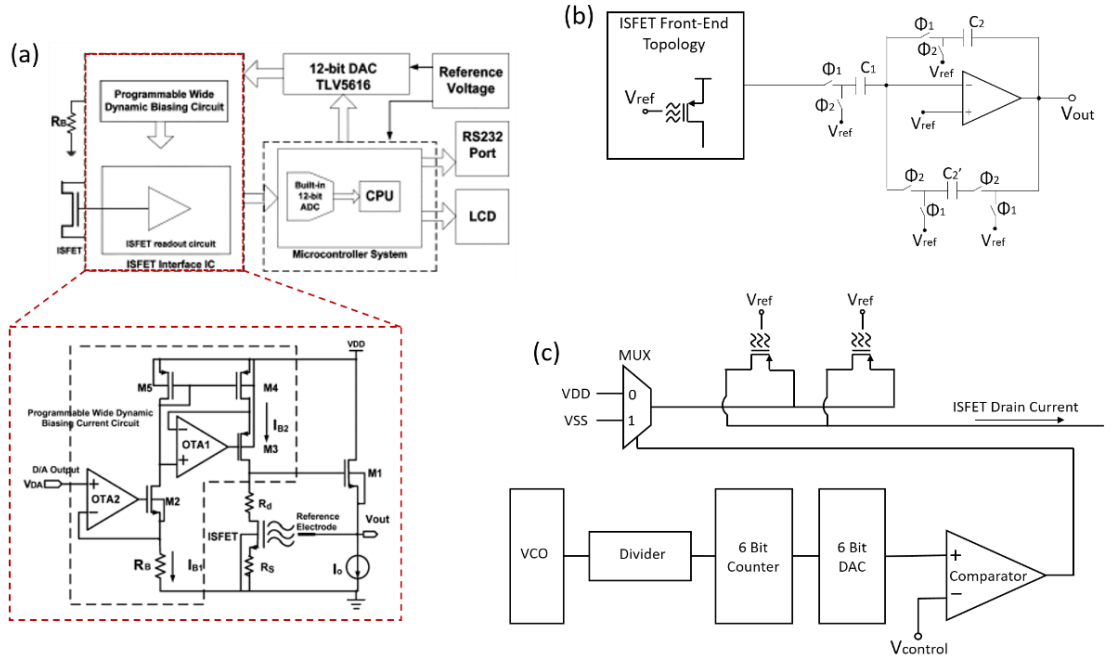 (a)
12-bit DAC
TLV5616
Reference
Voltage
Programmable Wide
Dynamic Biasing Circuit
RB
RS232
Port
Built-in
12-bit
ADC
CPU
LCD
ISFET
ISFET readout circuit
ISFET Interface IC
Microcontroller System
VDD
M5
M4
Programmable Wide Dynamic
Biasing Current Circuit
IB2
OTA1
M3
D/A Output
M1
VDA
OTA2
M2
Rd
Reference
Electrode
Vout
ISFET
RB
IB1
RS
Io
(b)
ISFET Front-End
Topology
Vref
Φ1
C2
Φ2
Vref
Φ1
C1
Φ2
Vref
Vref
Vout
Φ2
C2'
Φ2
Φ1
Φ1
Vref
Vref
(c)
Vref
Vref
MUX
VDD
0
VSS
1
ISFET Drain Current
VCO
Divider
6 Bit
Counter
6 Bit
DAC
Comparator
Vcontrol